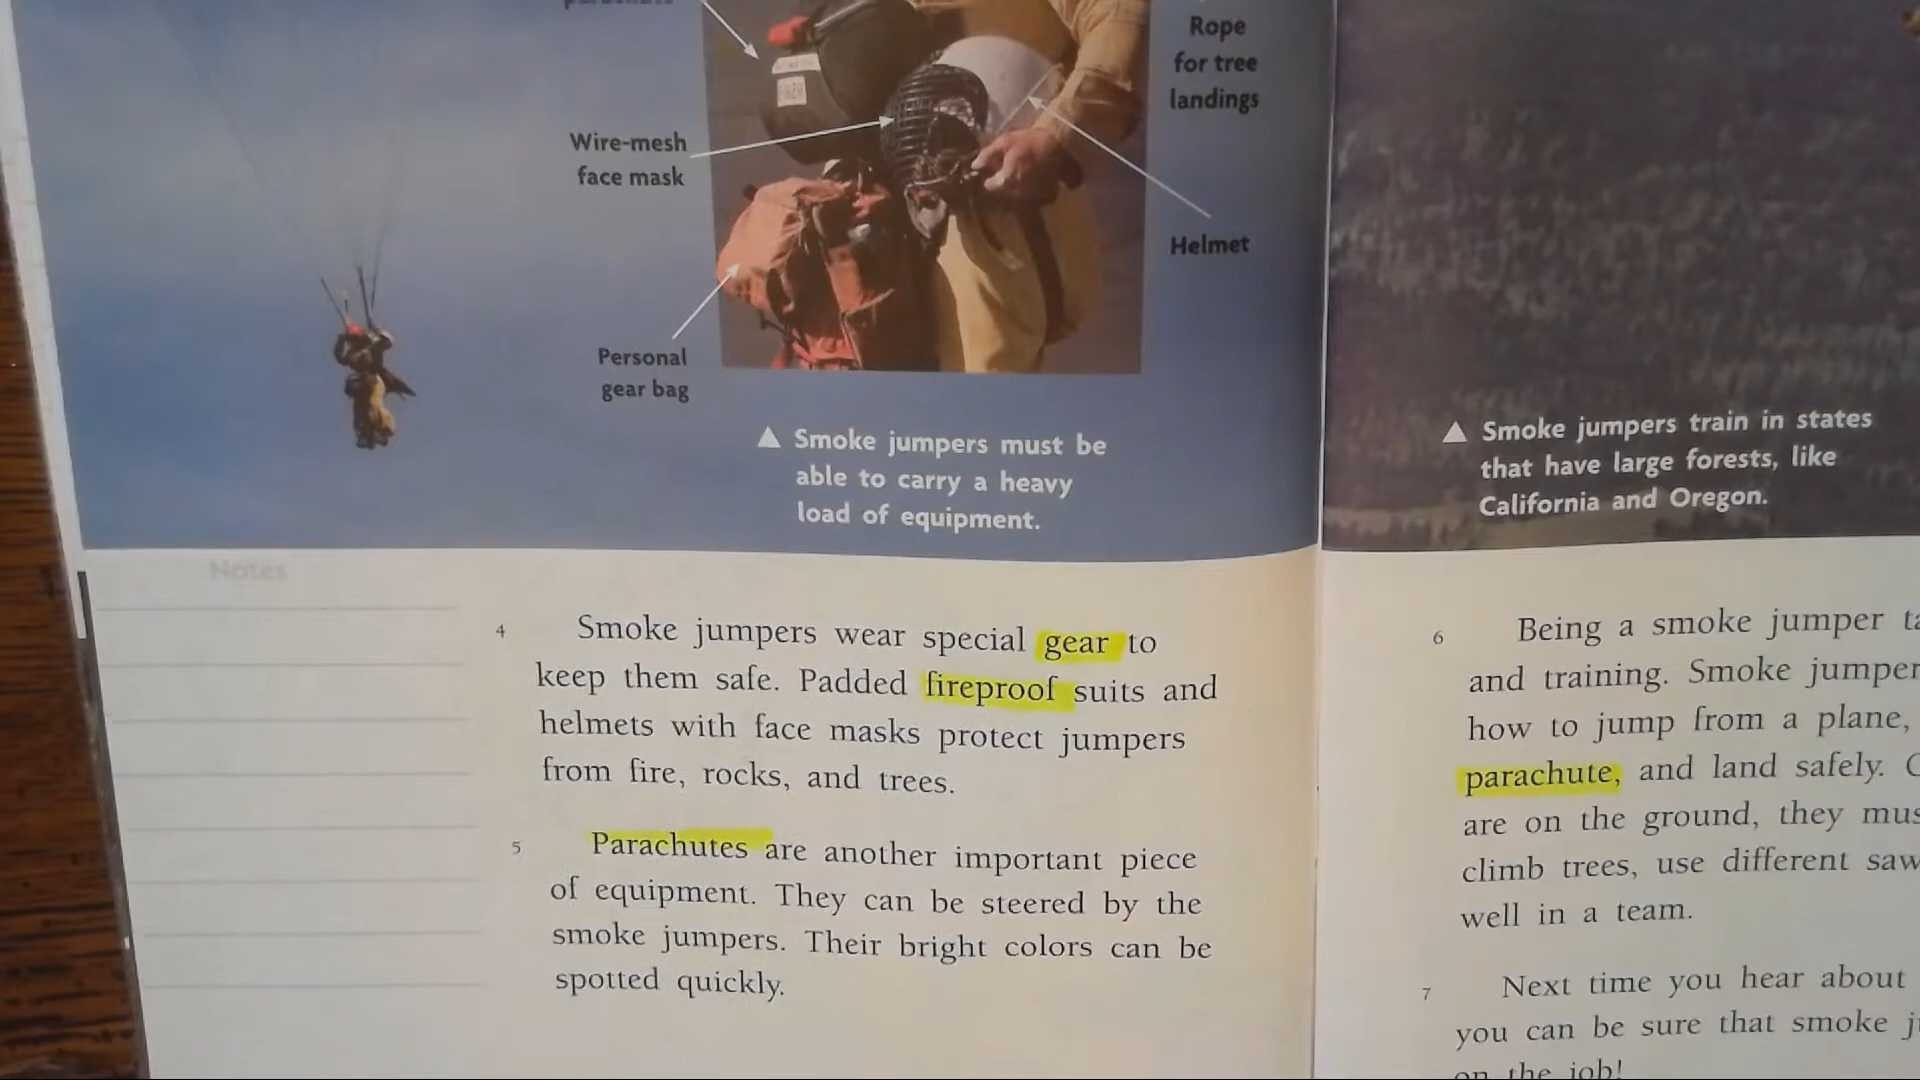 Rope
for tree
landings
Wire-mesh
face mask
Helmet
Personal
gear bag
Smoke jumpers must be
able to carry a heavy
load of equipment.
Notes
4 Smoke jumpers wear special gear to
keep them safe. Padded fireproof suits and
helmets with face masks protect jumpers
from fire, rocks, and trees.
5 Parachutes are another important piece
of equipment. They can be steered by the
smoke jumpers. Their bright colors can be
spotted quickly.
Smoke jumpers train in states
that have large forests, like
California and Oregon.
6 Being a smoke jumper
and training. Smoke
how to jump from a plane,
parachute, and land safely.
are on the ground, they
climb trees, use different
well in a team.
7 Next time you hear about
you can be sure that smoke
on the job!